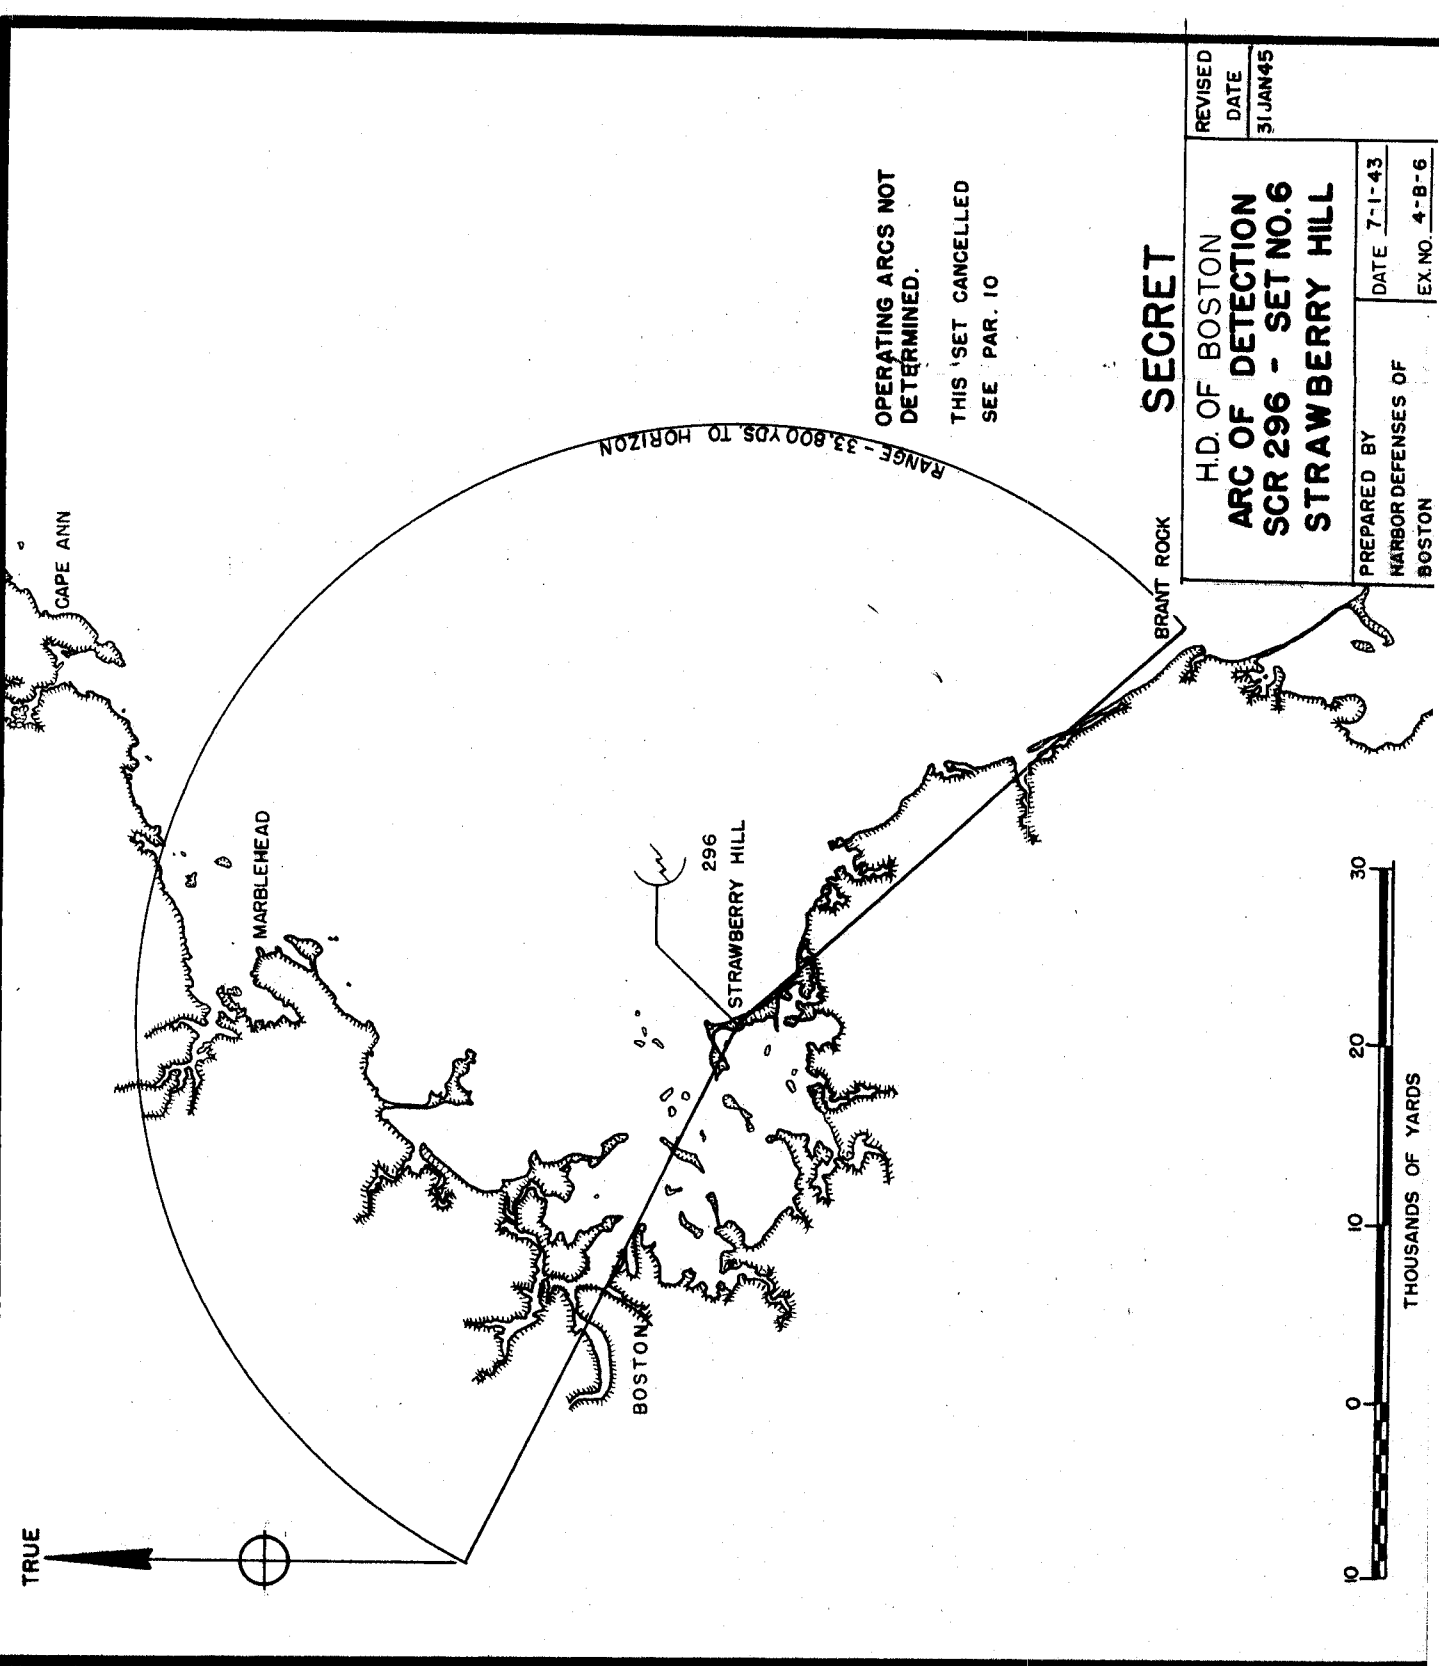 TRUE
CAPE ANN
MARBLEHEAD
BOSTON
296
STRAWBERRY HILL
RANGE - 33,800 YDS. TO HORIZON
BRANT ROCK
OPERATING ARCS NOT
DETERMINED.
THIS SET CANCELLED
SEE PAR. 10
SECRET
H.D. OF BOSTON
ARC OF DETECTION
SCR 296 - SET NO. 6
STRAWBERRY HILL
REVISED
DATE
31 JAN 45
PREPARED BY
HARBOR DEFENSES OF
BOSTON
DATE 7-1-43
EX. NO. 4-B-6
10 0 10 20 30
THOUSANDS OF YARDS